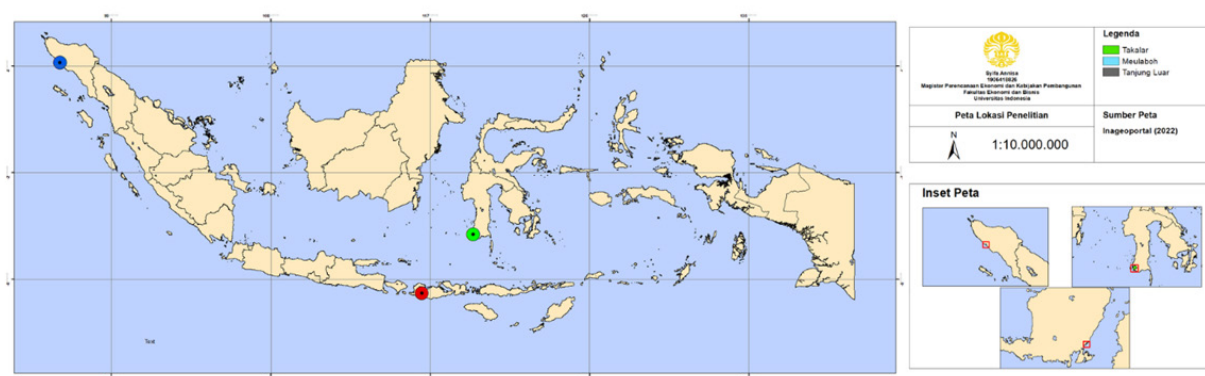 Text
Syifa Annisa
1906415826
Magister Perencanaan Ekonomi dan Kebijakan Pembangunan
Fakultas Ekonomi dan Bisnis
Universitas Indonesia
Peta Lokasi Penelitian
N
1:10.000.000
Legenda
Takalar
Meulaboh
Tanjung Luar
Sumber Peta
Inageoportal (2022)
Inset Peta